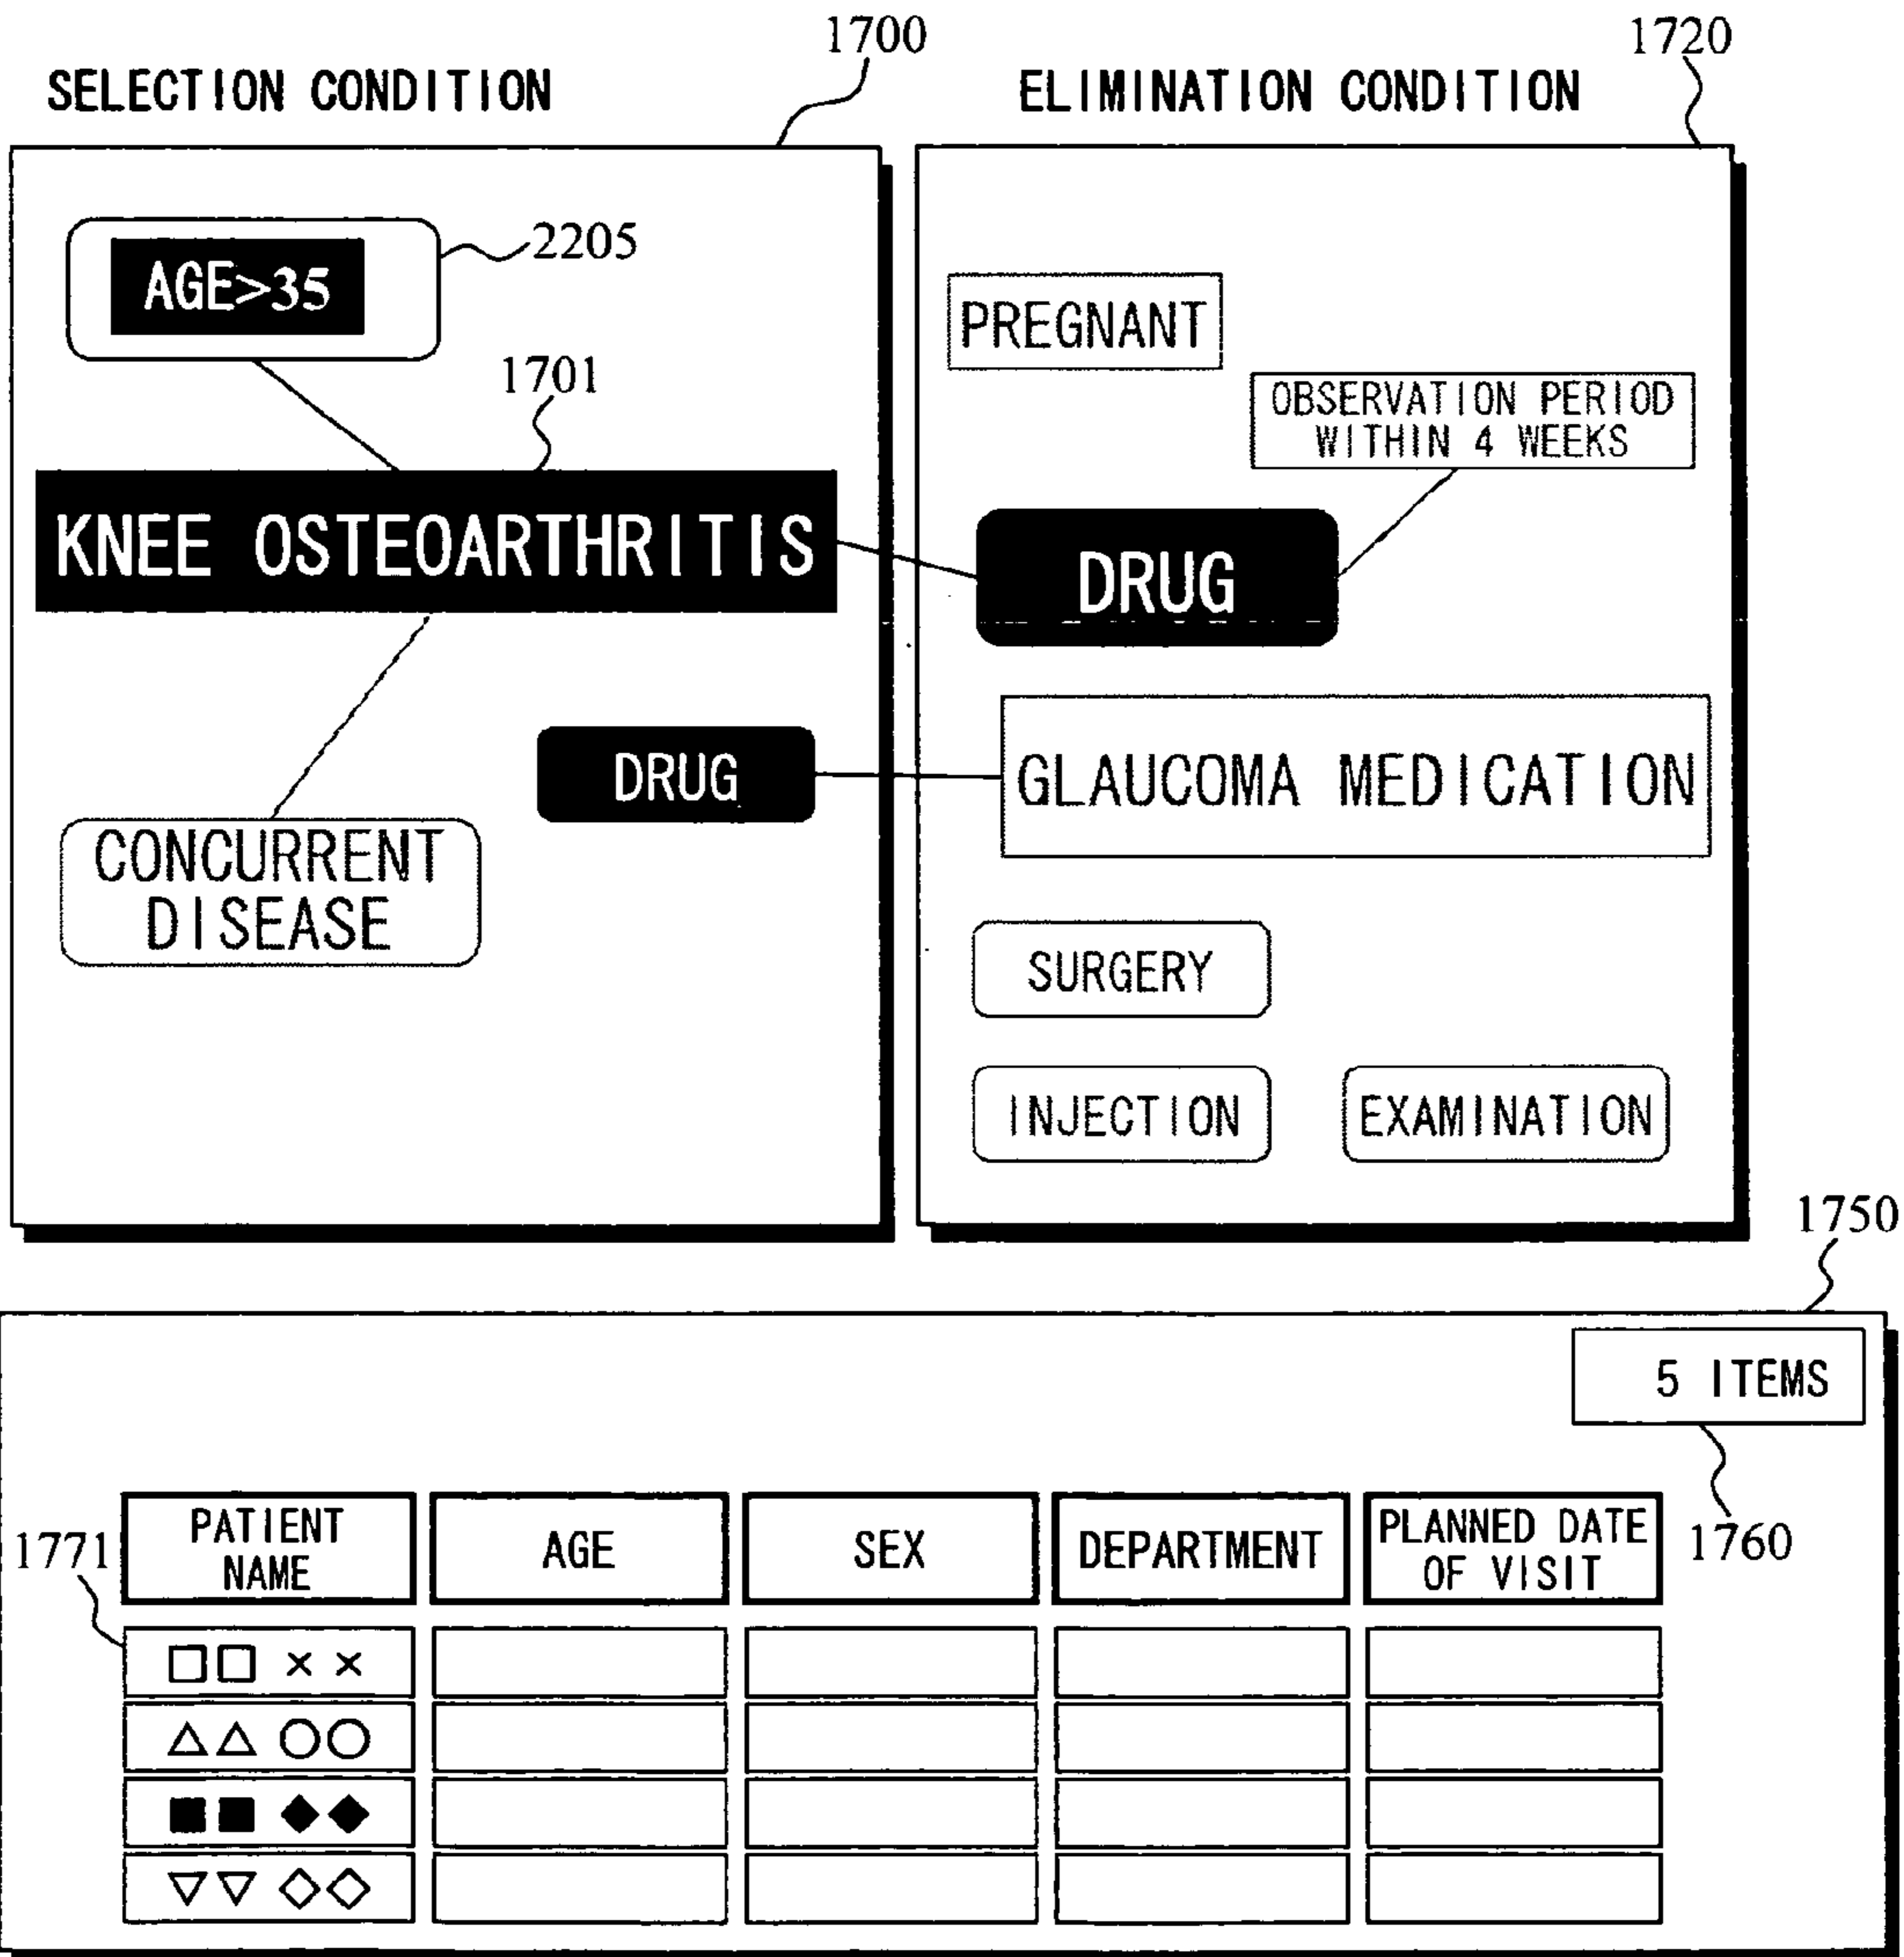 1700
1720
SELECTION CONDITION
ELIMINATION CONDITION
AGE>35
2205
PREGNANT
1701
OBSERVATION PERIOD
WITHIN 4 WEEKS
KNEE OSTEOARTHRITIS
DRUG
DRUG
GLAUCOMA MEDICATION
CONCURRENT
DISEASE
SURGERY
INJECTION
EXAMINATION
1750
5 ITEMS
1760
1771
PATIENT
NAME
AGE
SEX
DEPARTMENT
PLANNED DATE
OF VISIT
□□ ××
△△ ○○
■■ ◆◆
▽▽ ◇◇